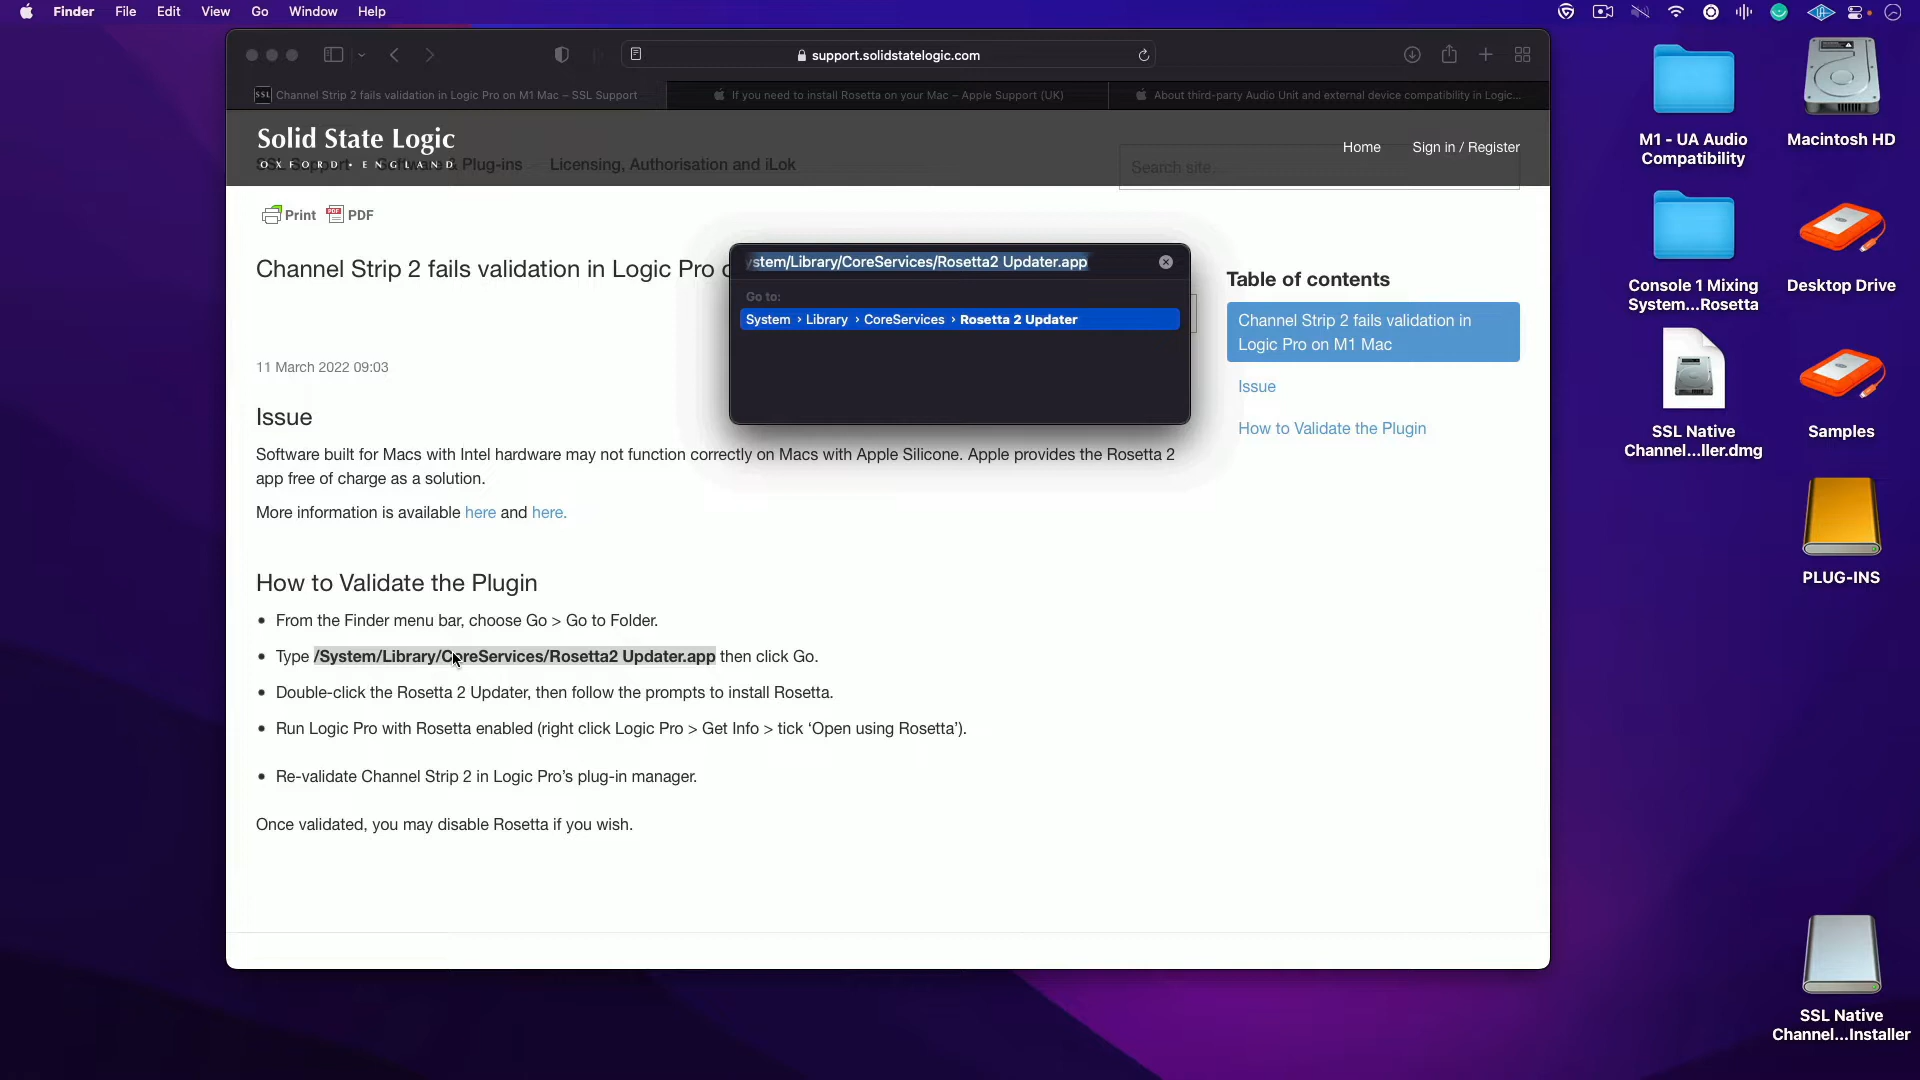 Finder File Edit View Go Window Help
support.solidstatelogic.com
SSL Channel Strip 2 fails validation in Logic Pro on M1 Mac – SSL Support
If you need to install Rosetta on your Mac – Apple Support (UK)
About third-party Audio Unit and external device compatibility in Logic...
Solid State Logic
OXFORD • ENGLAND
Home
Sign in / Register
SSL Support
Software & Plug-ins
Licensing, Authorisation and iLok
Search site...
Print
PDF
Channel Strip 2 fails validation in Logic Pro
ystem/Library/CoreServices/Rosetta2 Updater.app
Go to:
System › Library › CoreServices › Rosetta 2 Updater
11 March 2022 09:03
Issue
Software built for Macs with Intel hardware may not function correctly on Macs with Apple Silicone. Apple provides the Rosetta 2
app free of charge as a solution.
More information is available here and here.
How to Validate the Plugin
• From the Finder menu bar, choose Go > Go to Folder.
• Type /System/Library/CoreServices/Rosetta2 Updater.app then click Go.
• Double-click the Rosetta 2 Updater, then follow the prompts to install Rosetta.
• Run Logic Pro with Rosetta enabled (right click Logic Pro > Get Info > tick ‘Open using Rosetta’).
• Re-validate Channel Strip 2 in Logic Pro’s plug-in manager.
Once validated, you may disable Rosetta if you wish.
Table of contents
Channel Strip 2 fails validation in
Logic Pro on M1 Mac
Issue
How to Validate the Plugin
M1 - UA Audio
Compatibility
Macintosh HD
Console 1 Mixing
System...Rosetta
Desktop Drive
SSL Native
Channel...ller.dmg
Samples
PLUG-INS
SSL Native
Channel...Installer